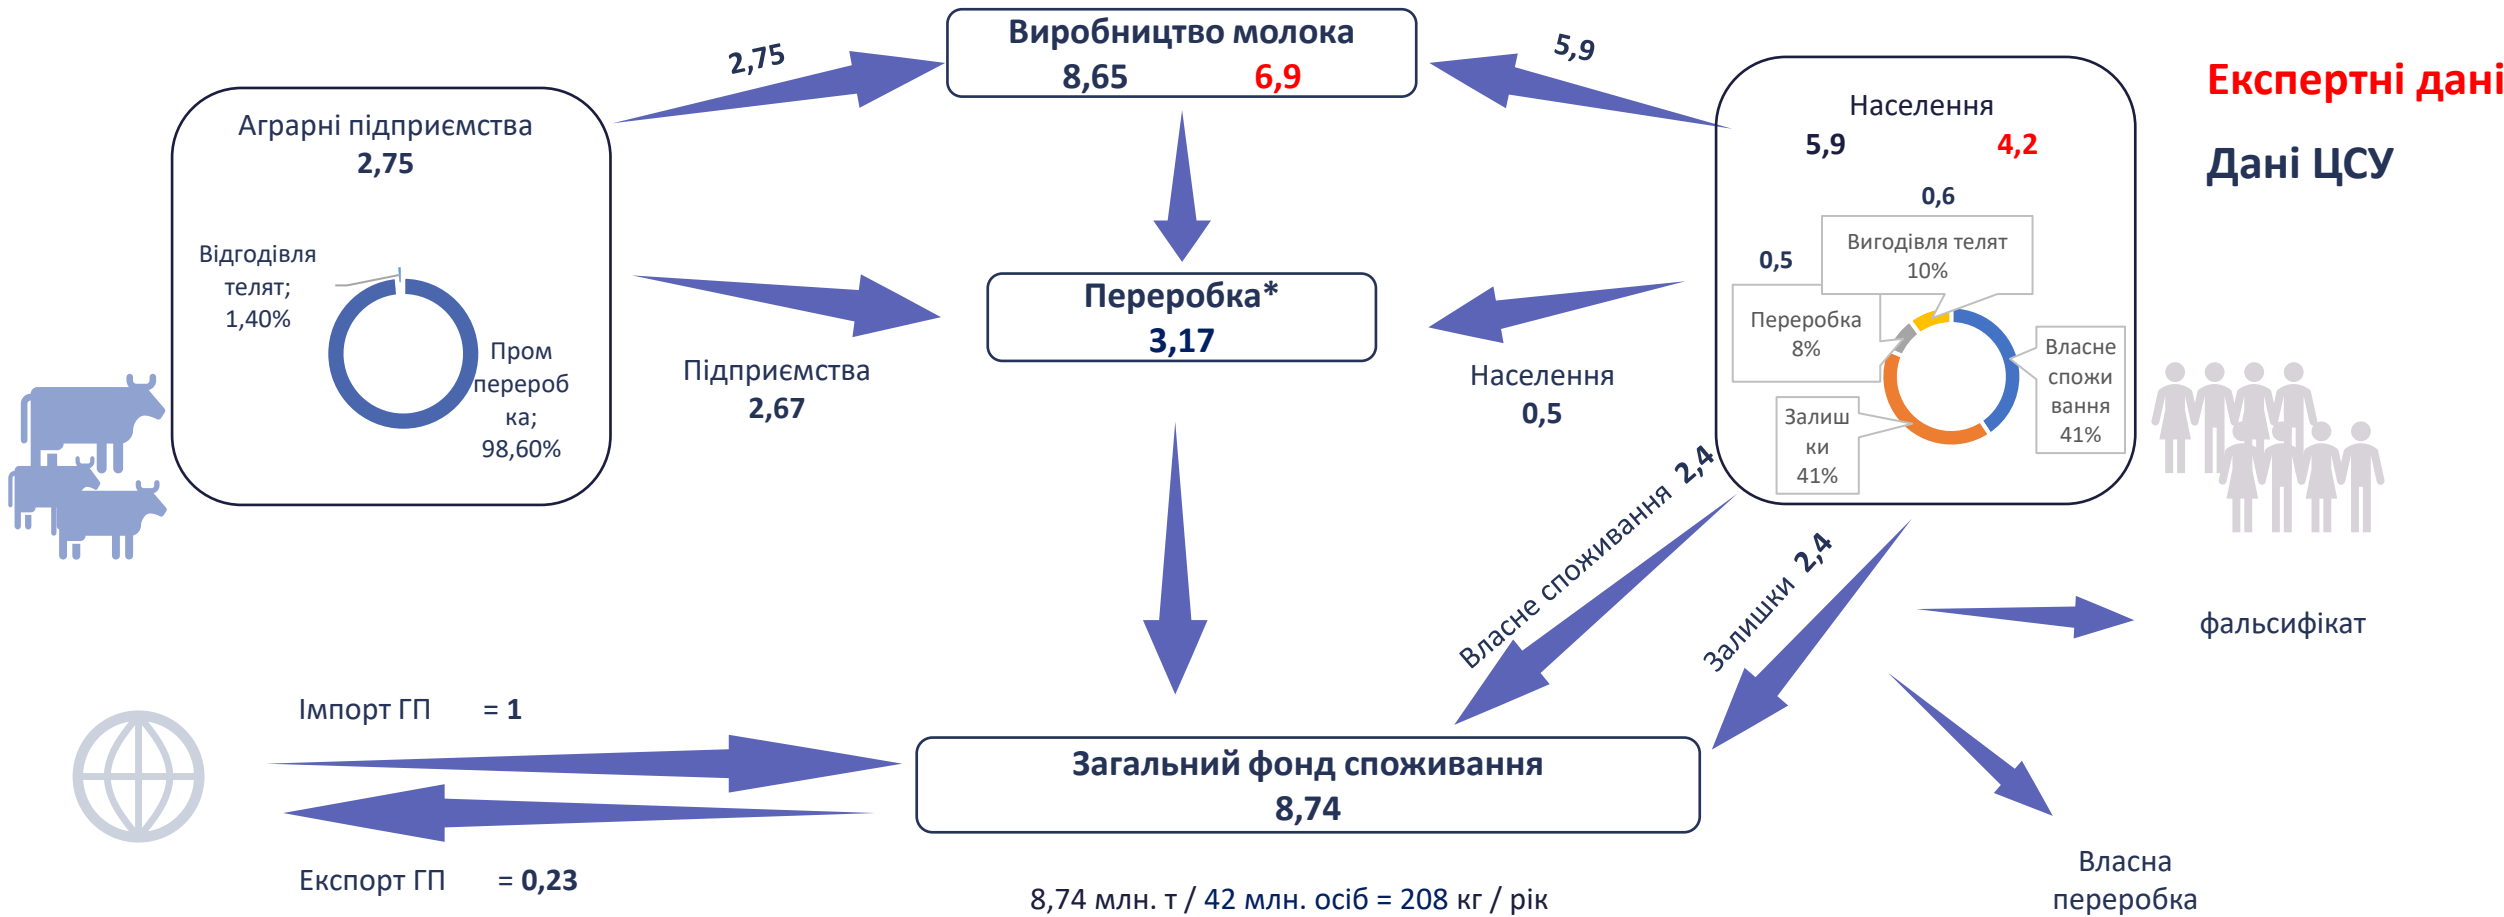 Виробництво молока
8,65 6,9
2,75
5,9
Експертні дані
Дані ЦСУ
Аграрні підприємства
2,75
Відгодівля
телят;
1,40%
Пром
перероб
ка;
98,60%
Населення
5,9 4,2
0,6
Вигодівля телят
10%
0,5
Переробка
8%
Власне
спожи
вання
41%
Залиш
ки
41%
Переробка*
3,17
Підприємства
2,67
Населення
0,5
Власне споживання 2,4
Залишки 2,4
фальсифікат
Власна
переробка
Імпорт ГП = 1
Експорт ГП = 0,23
Загальний фонд споживання
8,74
8,74 млн. т / 42 млн. осіб = 208 кг / рік